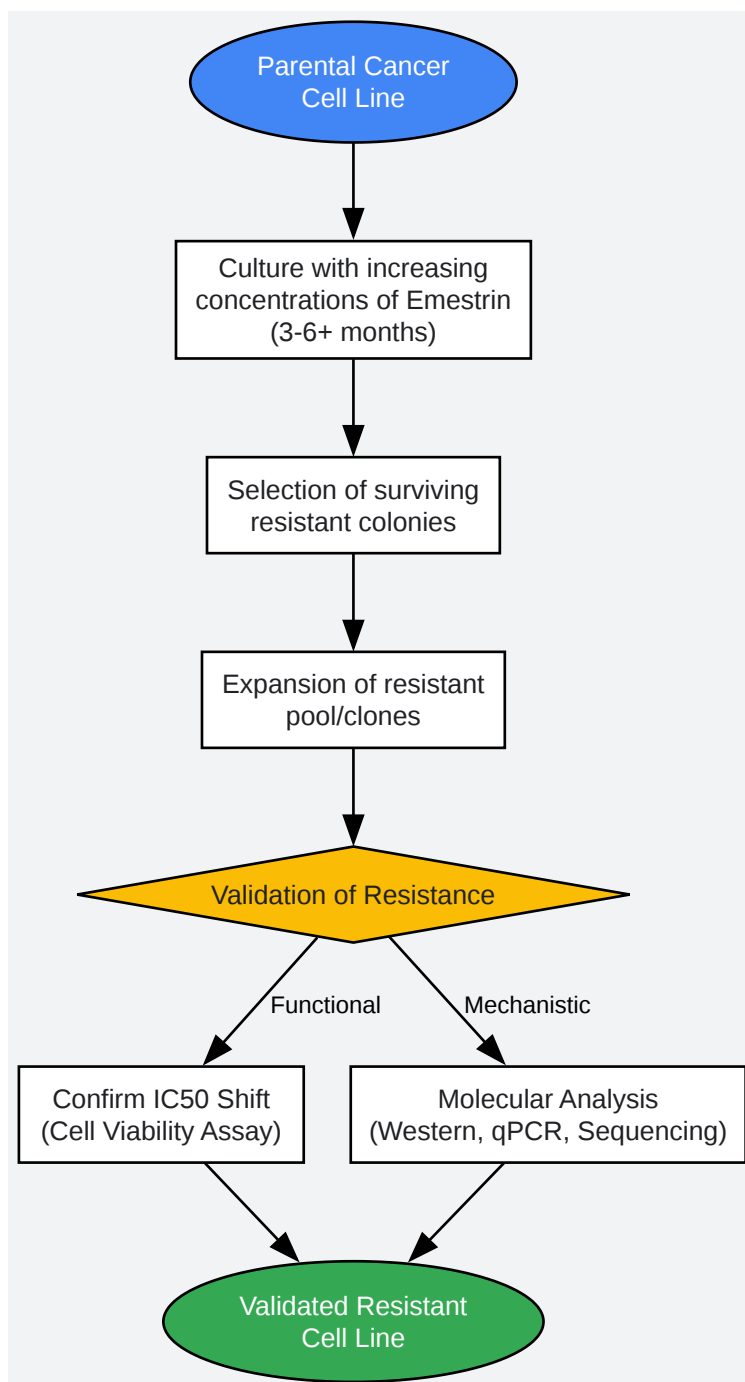 Parental Cancer
Cell Line
Culture with increasing
concentrations of Emestrin
(3-6+ months)
Selection of surviving
resistant colonies
Expansion of resistant
pool/clones
Validation of Resistance
Functional
Mechanistic
Confirm IC50 Shift
(Cell Viability Assay)
Molecular Analysis
(Western, qPCR, Sequencing)
Validated Resistant
Cell Line